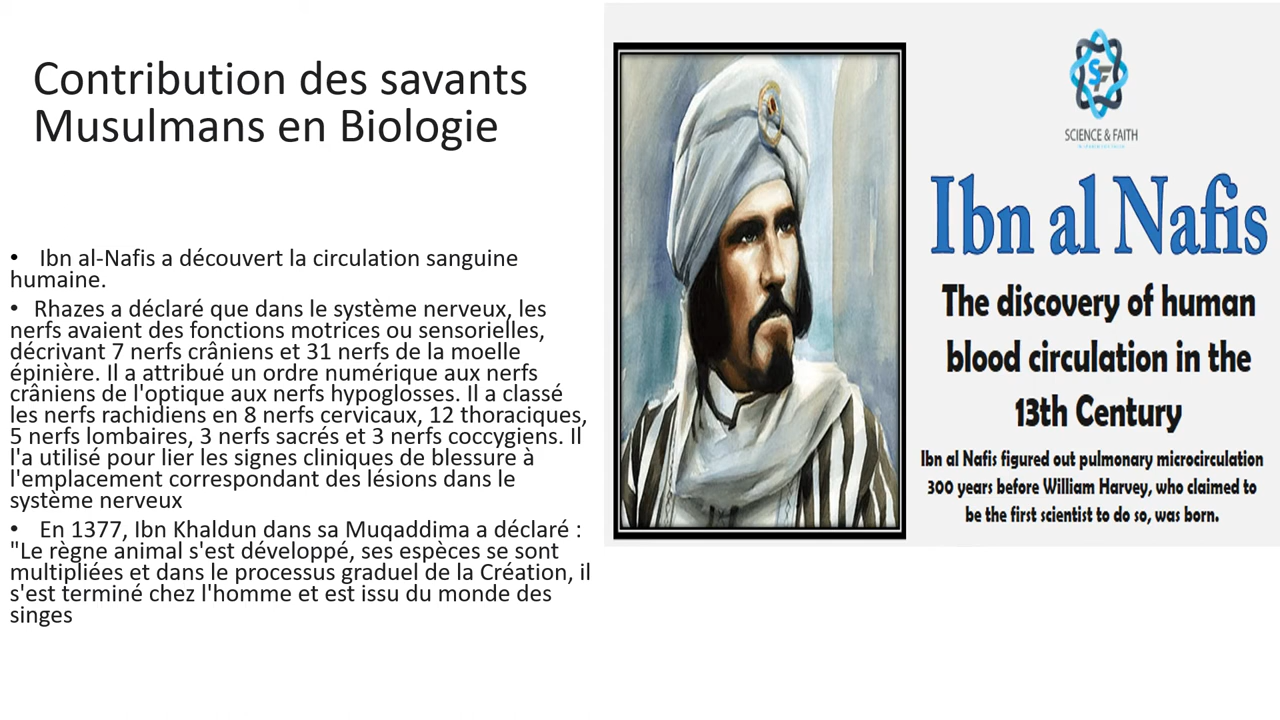 Contribution des savants
Musulmans en Biologie
• Ibn al-Nafis a découvert la circulation sanguine
humaine.
• Rhazes a déclaré que dans le système nerveux, les
nerfs avaient des fonctions motrices ou sensorielles,
décrivant 7 nerfs crâniens et 31 nerfs de la moelle
épinière. Il a attribué un ordre numérique aux nerfs
crâniens de l'optique aux nerfs hypoglosses. Il a classé
les nerfs rachidiens en 8 nerfs cervicaux, 12 thoraciques,
5 nerfs lombaires, 3 nerfs sacrés et 3 nerfs coccygiens. Il
l'a utilisé pour lier les signes cliniques de blessure à
l'emplacement correspondant des lésions dans le
système nerveux
• En 1377, Ibn Khaldun dans sa Muqaddima a déclaré :
"Le règne animal s'est développé, ses espèces se sont
multipliées et dans le processus graduel de la Création, il
s'est terminé chez l'homme et est issu du monde des
singes
SF
SCIENCE & FAITH
Ibn al Nafis
The discovery of human
blood circulation in the
13th Century
Ibn al Nafis figured out pulmonary microcirculation
300 years before William Harvey, who claimed to
be the first scientist to do so, was born.